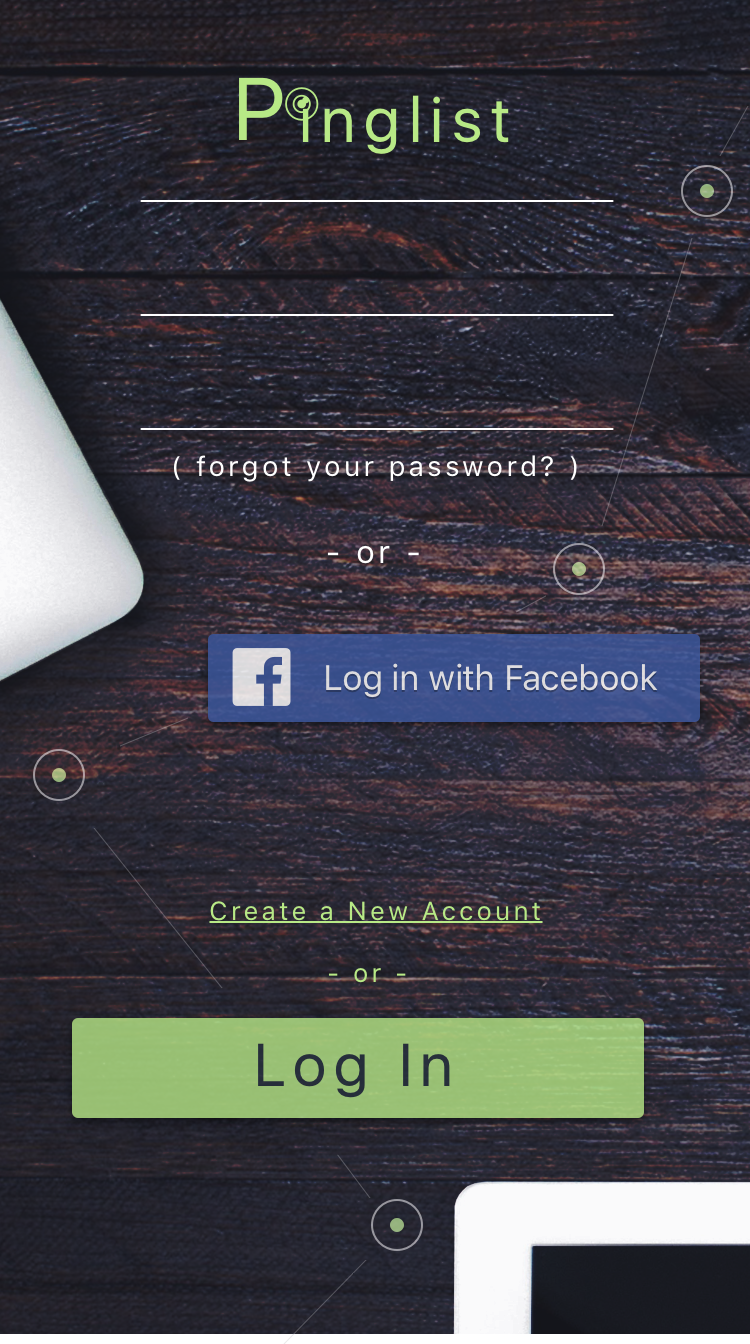 Pinglist
( forgot your password? )
- or -
Log in with Facebook
Create a New Account
- or -
Log In